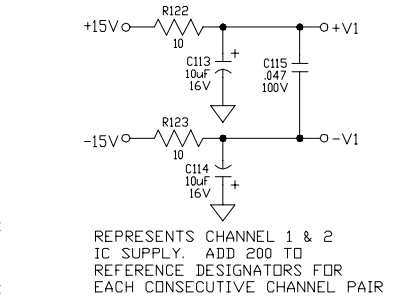 R122
+15V
10
+V1
C113
10uF
16V
+
C115
.047
100V
R123
-15V
10
-V1
C114
10uF
16V
+
REPRESENTS CHANNEL 1 & 2
IC SUPPLY. ADD 200 TO
REFERENCE DESIGNATORS FOR
EACH CONSECUTIVE CHANNEL PAIR